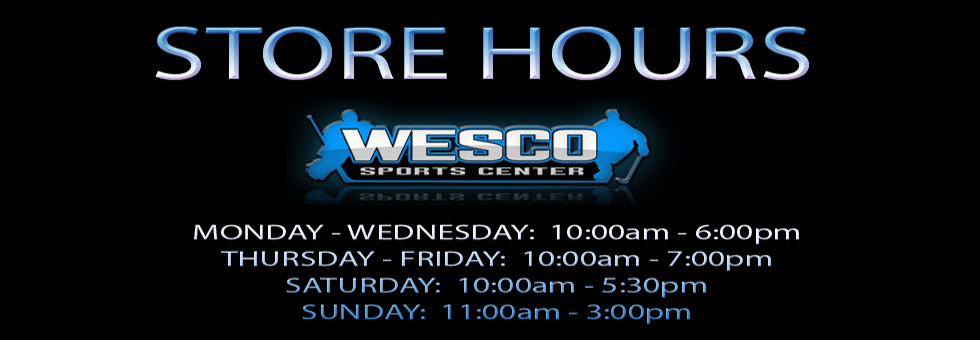 STORE HOURS
WESCO
SPORTS CENTER
MONDAY - WEDNESDAY: 10:00am - 6:00pm
THURSDAY - FRIDAY: 10:00am - 7:00pm
SATURDAY: 10:00am - 5:30pm
SUNDAY: 11:00am - 3:00pm